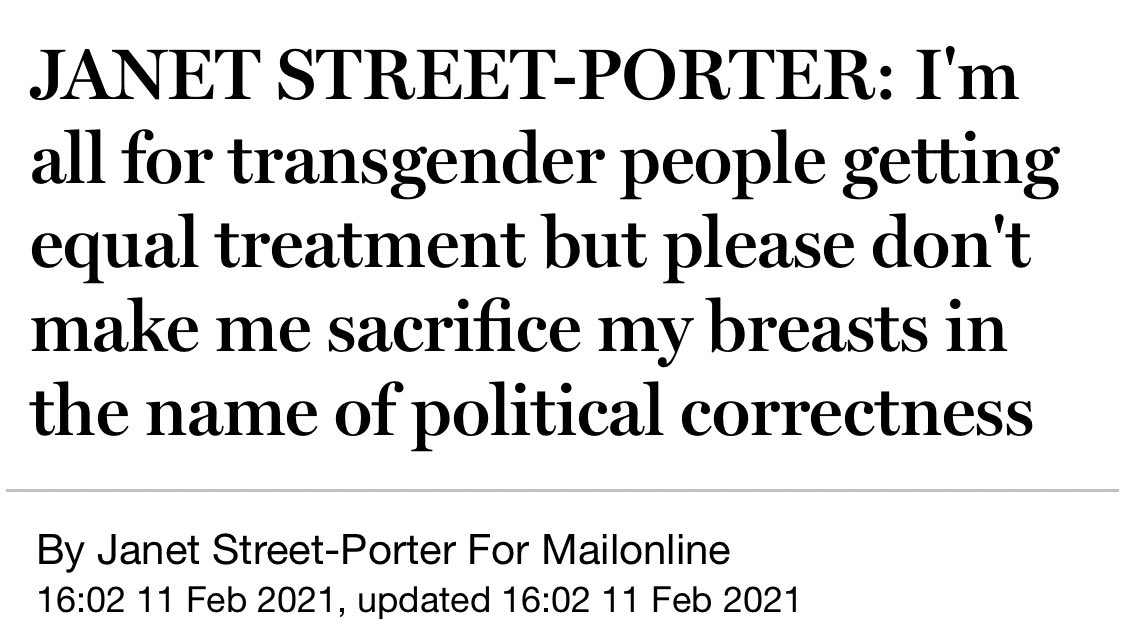 JANET STREET-PORTER: I'm
all for transgender people getting
equal treatment but please don't
make me sacrifice my breasts in
the name of political correctness
By Janet Street-Porter For Mailonline
16:02 11 Feb 2021, updated 16:02 11 Feb 2021